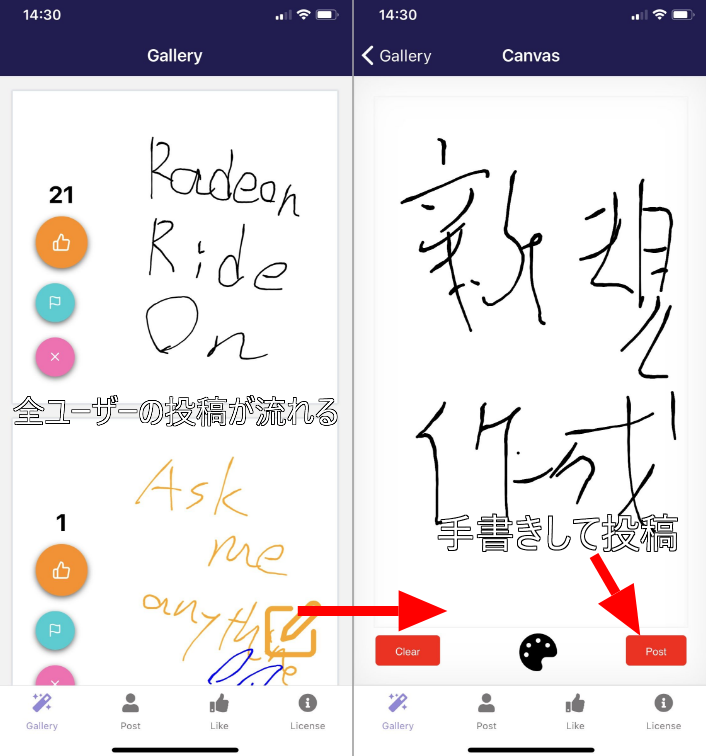 14:30
Gallery
21
Radeon
Ride
On
全ユーザーの投稿が流れる
1
Ask
me
anything
Gallery
Post
Like
License
14:30
Gallery
Canvas
新規
作成
手書きして投稿
Clear
Post
Gallery
Post
Like
License